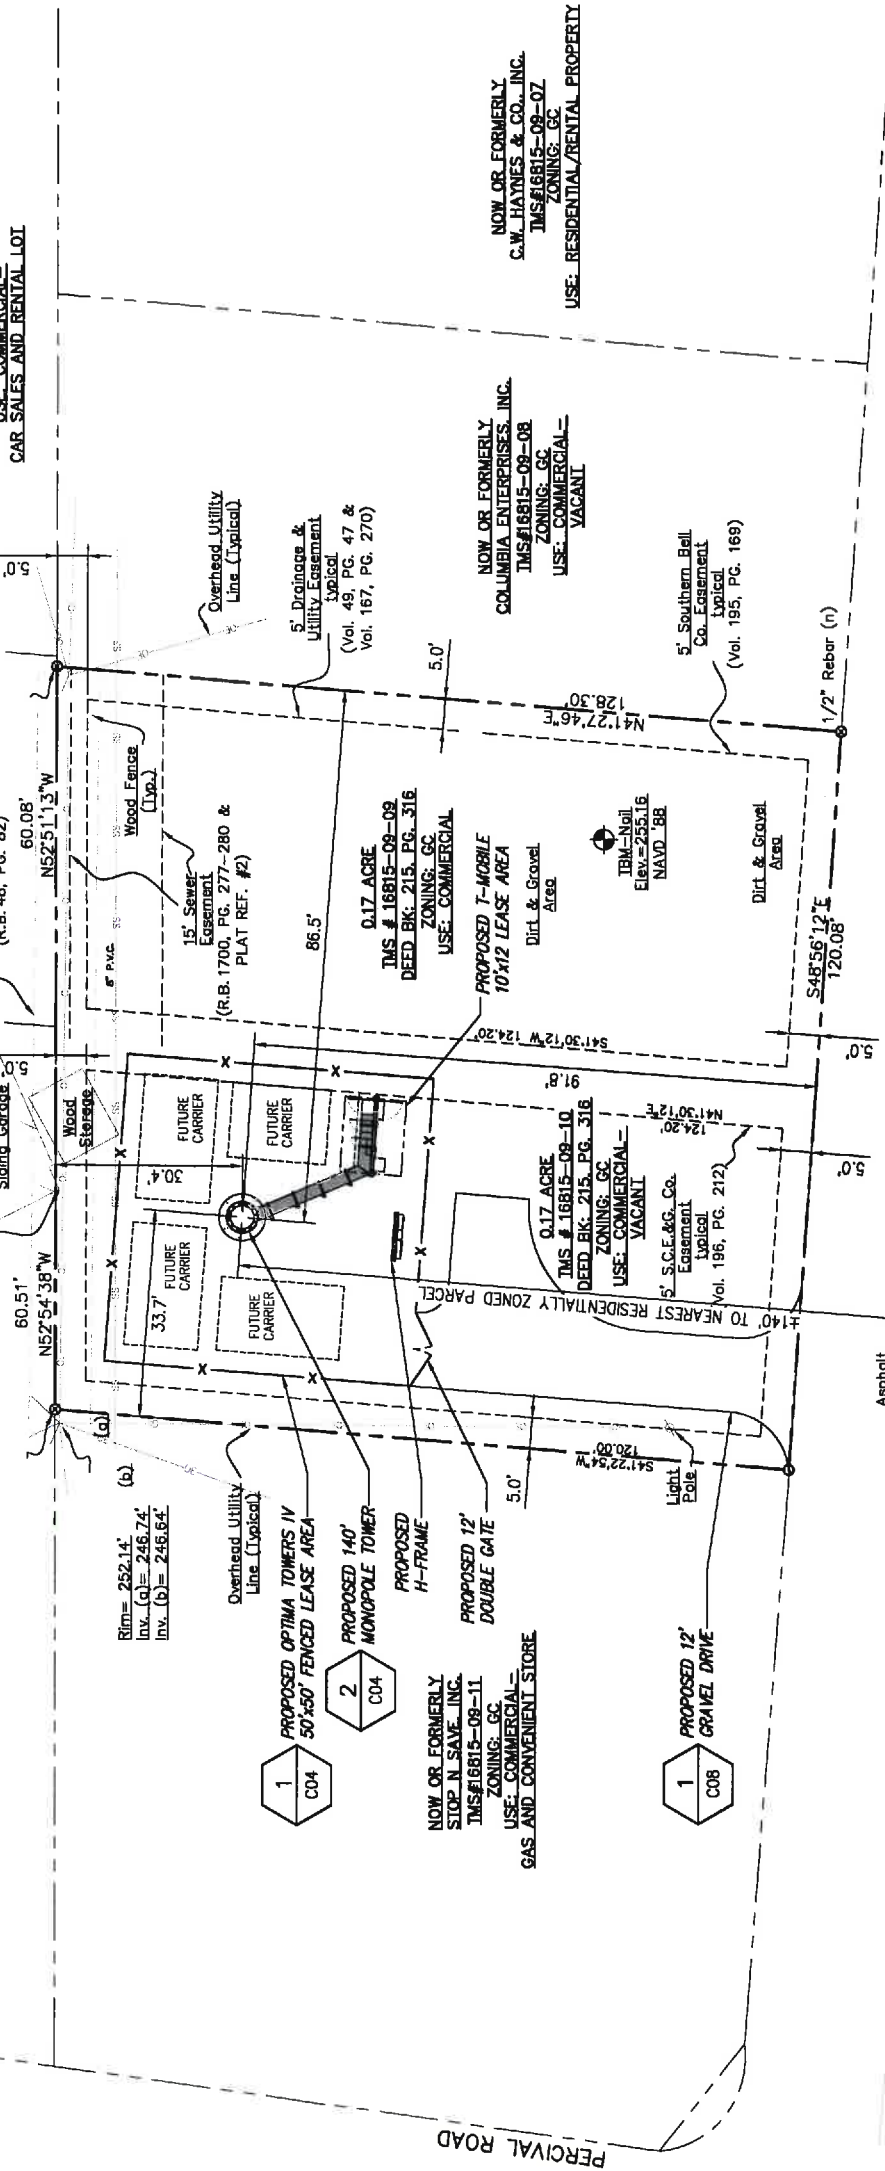 USE: COMMERCIAL-
CAR SALES AND RENTAL LOT
NOW OR FORMERLY
C.W. HAYNES & CO., INC.
TMS#16815-09-07
ZONING: GC
USE: RESIDENTIAL/RENTAL PROPERTY
NOW OR FORMERLY
COLUMBIA ENTERPRISES, INC.
TMS#16815-09-08
ZONING: GC
USE: COMMERCIAL-
VACANT
5.0'
Overhead Utility
Line (Typical)
5' Drainage &
Utility Easement
typical
(Vol. 49, PG. 47 &
Vol. 167, PG. 270)
5.0'
5' Southern Bell
Co. Easement
typical
(Vol. 195, PG. 169)
1/2" Rebar (n)
N41°27'46"E
128.30'
(R.B. 48, PG. 82)
60.08'
N52°51'13"W
Wood Fence
(Typ.)
15' Sewer
Easement
(R.B. 1700, PG. 277-280 &
PLAT REF. #2)
8" P.V.C.
86.5'
0.17 ACRE
TMS # 16815-09-09
DEED BK: 215, PG. 316
ZONING: GC
USE: COMMERCIAL
PROPOSED T-MOBILE
10'x12 LEASE AREA
Dirt & Gravel
Area
TBM-Nail
Elev.=255.16
NAVD '88
Dirt & Gravel
Area
S48°56'12"E
120.08'
5.0'
Siding Garage
Wood
Storage
S41°30'12"W 124.20'
91.8'
5.0'
FUTURE
CARRIER
FUTURE
CARRIER
30.4'
N41°30'12"E
124.20'
5.0'
0.17 ACRE
TMS # 16815-09-10
DEED BK: 215, PG. 316
ZONING: GC
USE: COMMERCIAL-
VACANT
5' S.C.E.&G. Co.
Easement
typical
Vol. 196, PG. 212)
60.51'
N52°54'38"W
FUTURE
CARRIER
33.7'
FUTURE
CARRIER
±140' TO NEAREST RESIDENTIALLY ZONED PARCEL
Asphalt
(a)
(b)
Rim= 252.14'
Inv. (a)= 246.74'
Inv. (b)= 246.64'
Overhead Utility
Line (Typical)
5.0'
S41°22'54"W
120.00'
Light
Pole
PROPOSED OPTIMA TOWERS IV
50'x50' FENCED LEASE AREA
1
C04
PROPOSED 140'
MONOPOLE TOWER
2
C04
PROPOSED
H-FRAME
PROPOSED 12'
DOUBLE GATE
NOW OR FORMERLY
STOP N SAVE, INC.
TMS#16815-09-11
ZONING: GC
USE: COMMERCIAL-
GAS AND CONVENIENT STORE
PROPOSED 12'
GRAVEL DRIVE
1
C08
PERCIVAL ROAD